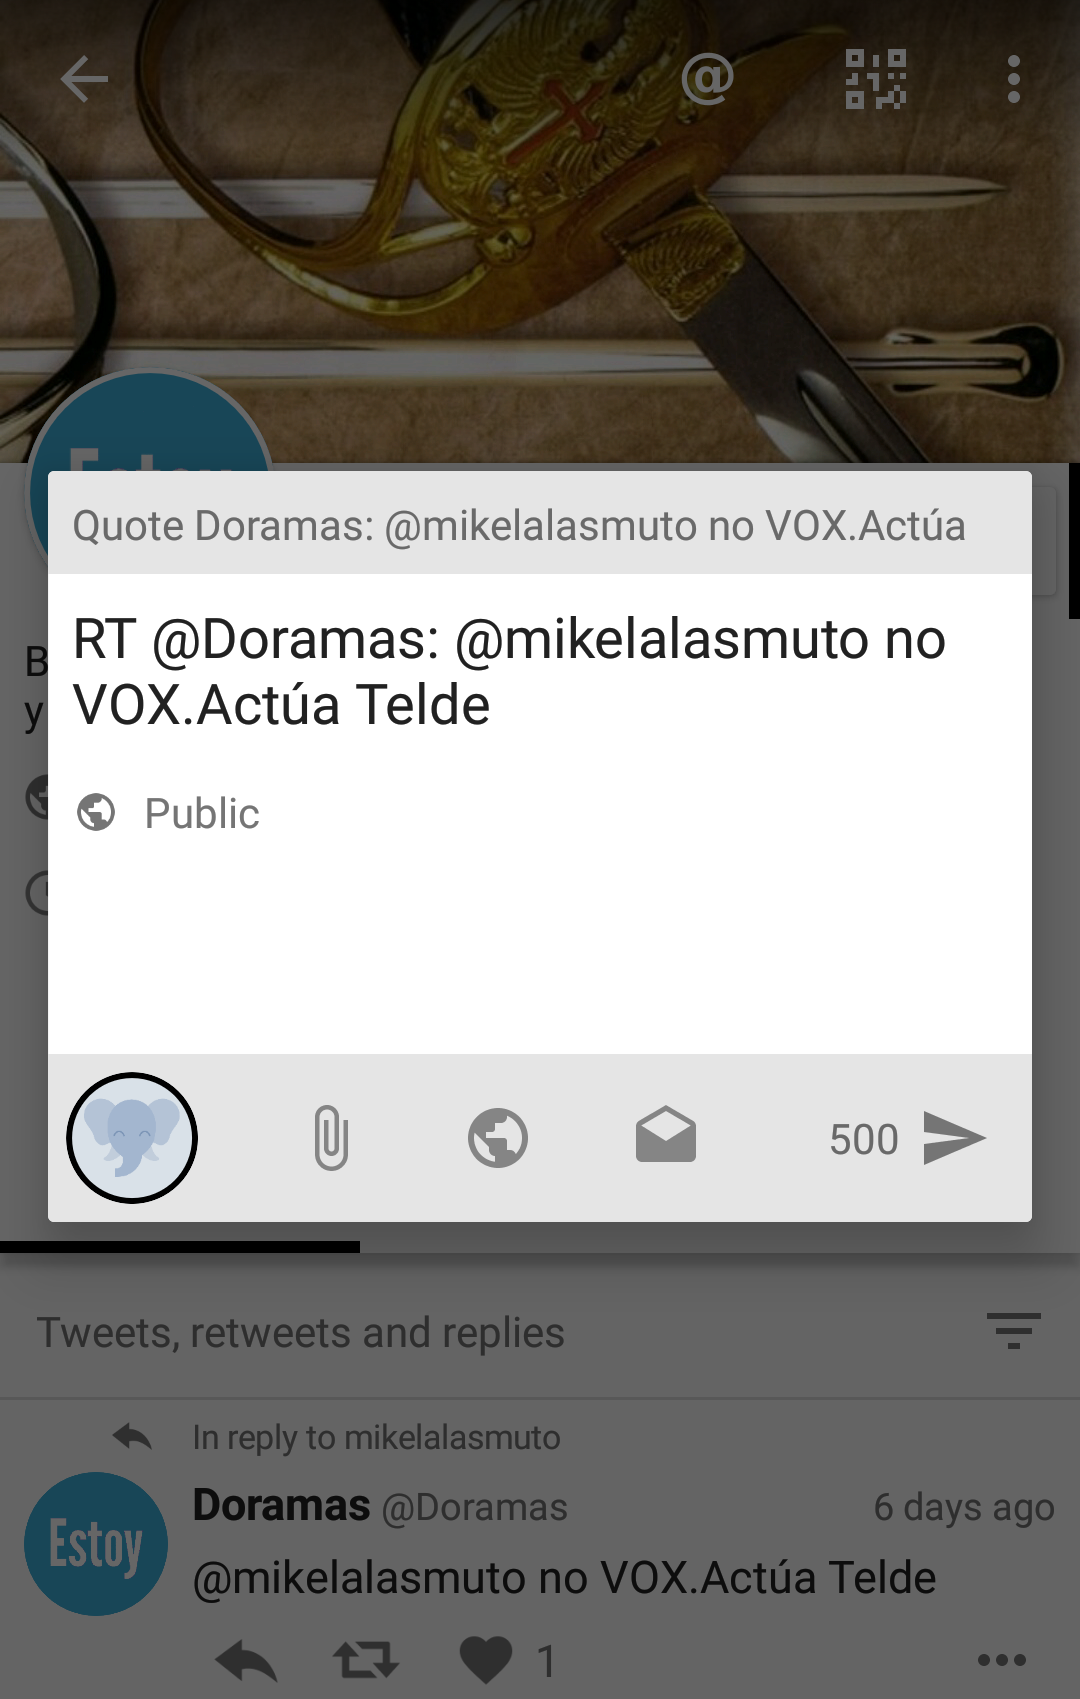 @
Quote Doramas: @mikelalasmuto no VOX.Actúa
RT @Doramas: @mikelalasmuto no
VOX.Actúa Telde
Public
B
y
500
Tweets, retweets and replies
In reply to mikelalasmuto
Doramas @Doramas 6 days ago
Estoy
@mikelalasmuto no VOX.Actúa Telde
1